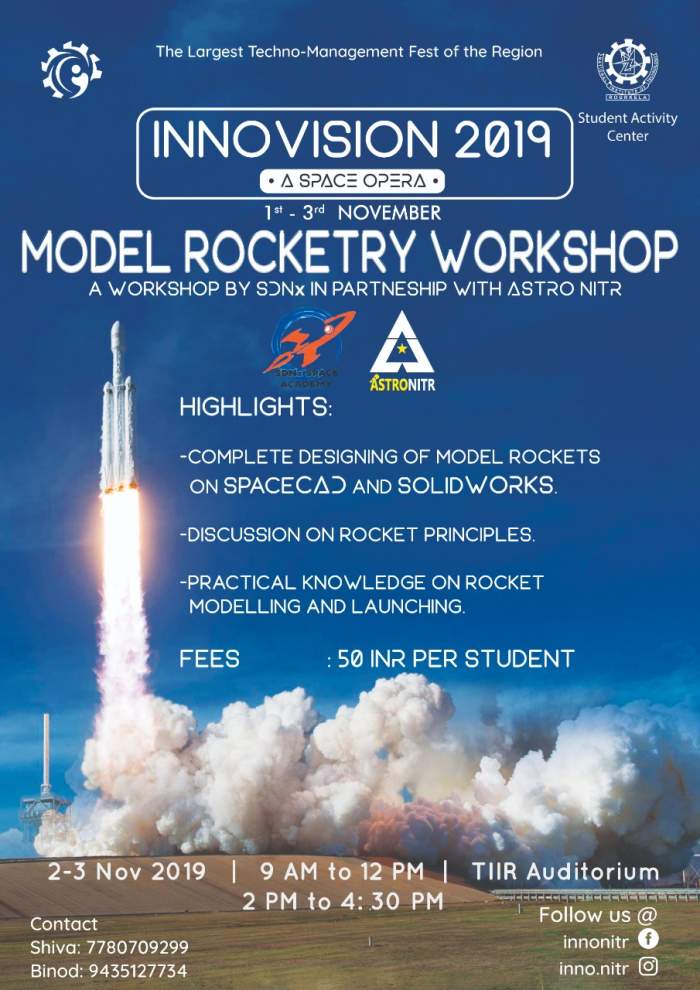 The Largest Techno-Management Fest of the Region
Student Activity
Center
INNOVISION 2019
• A SPACE OPERA •
1st - 3rd NOVEMBER
MODEL ROCKETRY WORKSHOP
A WORKSHOP BY SDNx IN PARTNESHIP WITH ASTRO NITR
SDNx SPACE
ACADEMY
ASTRONITR
HIGHLIGHTS:
-COMPLETE DESIGNING OF MODEL ROCKETS
ON SPACECAD AND SOLIDWORKS.
-DISCUSSION ON ROCKET PRINCIPLES.
-PRACTICAL KNOWLEDGE ON ROCKET
MODELLING AND LAUNCHING.
FEES : 50 INR PER STUDENT
2-3 Nov 2019 | 9 AM to 12 PM | TIIR Auditorium
2 PM to 4:30 PM
Contact
Shiva: 7780709299
Binod: 9435127734
Follow us @
innonitr
inno.nitr